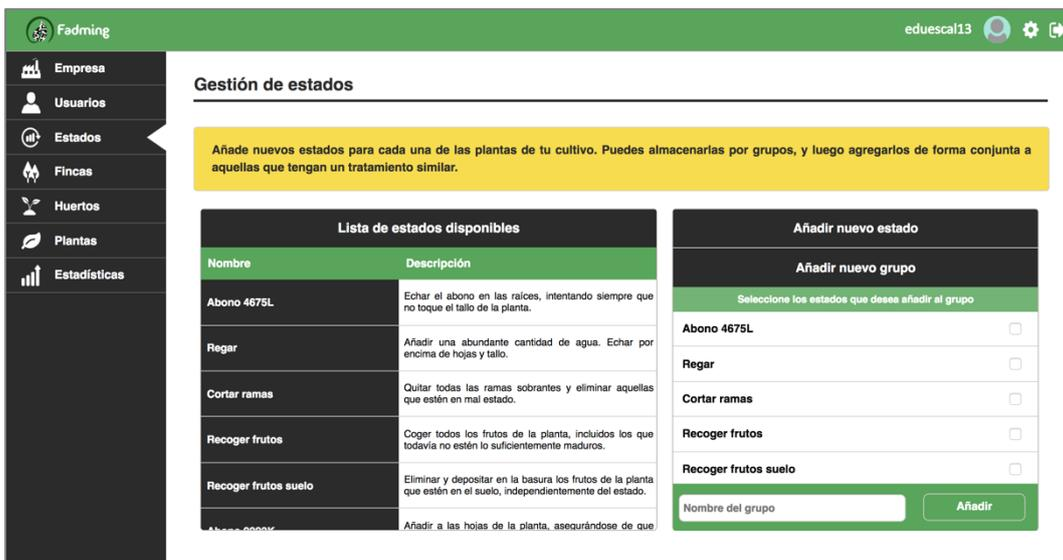 Fadming
eduescal13
Empresa
Usuarios
Estados
Fincas
Huertos
Plantas
Estadísticas
Gestión de estados
Añade nuevos estados para cada una de las plantas de tu cultivo. Puedes almacenarlas por grupos, y luego agregarlos de forma conjunta a
aquellas que tengan un tratamiento similar.
Lista de estados disponibles
Nombre Descripción
Abono 4675L
Echar el abono en las raíces, intentando siempre que
no toque el tallo de la planta.
Regar
Añadir una abundante cantidad de agua. Echar por
encima de hojas y tallo.
Cortar ramas
Quitar todas las ramas sobrantes y eliminar aquellas
que estén en mal estado.
Recoger frutos
Coger todos los frutos de la planta, incluidos los que
todavía no estén lo suficientemente maduros.
Recoger frutos suelo
Eliminar y depositar en la basura los frutos de la planta
que estén en el suelo, independientemente del estado.
Abono
Añadir a las hojas de la planta, asegurándose de que
Añadir nuevo estado
Añadir nuevo grupo
Seleccione los estados que desea añadir al grupo
Abono 4675L
Regar
Cortar ramas
Recoger frutos
Recoger frutos suelo
Nombre del grupo
Añadir